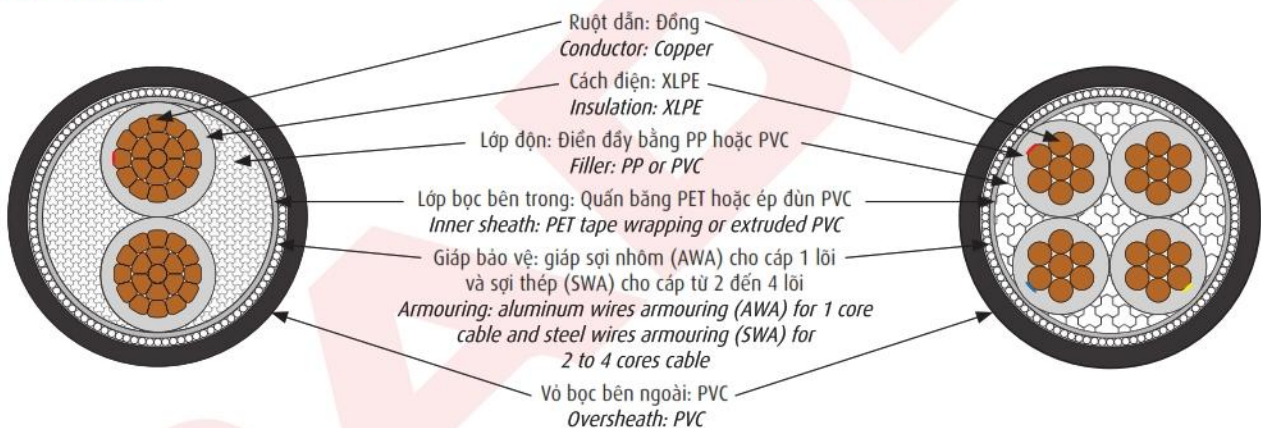 Ruột dẫn: Đồng
Conductor: Copper
Cách điện: XLPE
Insulation: XLPE
Lớp độn: Điền đầy bằng PP hoặc PVC
Filler: PP or PVC
Lớp bọc bên trong: Quấn băng PET hoặc ép đùn PVC
Inner sheath: PET tape wrapping or extruded PVC
Giáp bảo vệ: giáp sợi nhôm (AWA) cho cáp 1 lõi
và sợi thép (SWA) cho cáp từ 2 đến 4 lõi
Armouring: aluminum wires armouring (AWA) for 1 core
cable and steel wires armouring (SWA) for
2 to 4 cores cable
Vỏ bọc bên ngoài: PVC
Oversheath: PVC